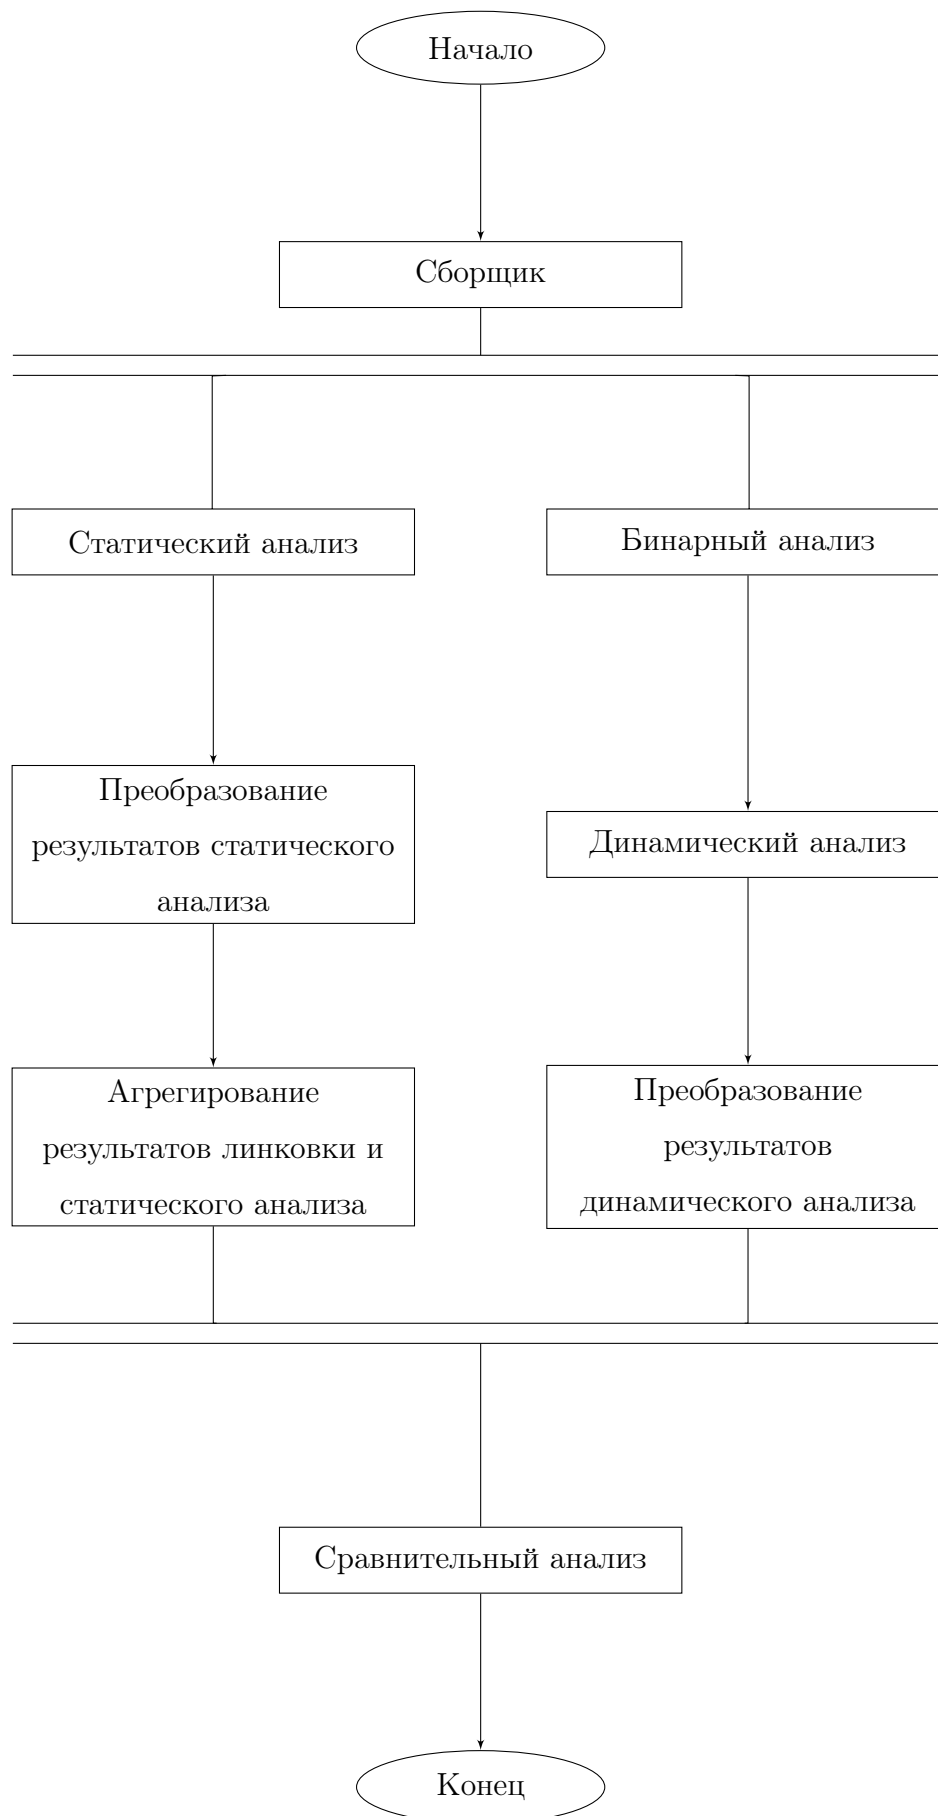 Начало
Сборщик
Статический анализ
Бинарный анализ
Преобразование
результатов статического
анализа
Динамический анализ
Агрегирование
результатов линковки и
статического анализа
Преобразование
результатов
динамического анализа
Сравнительный анализ
Конец